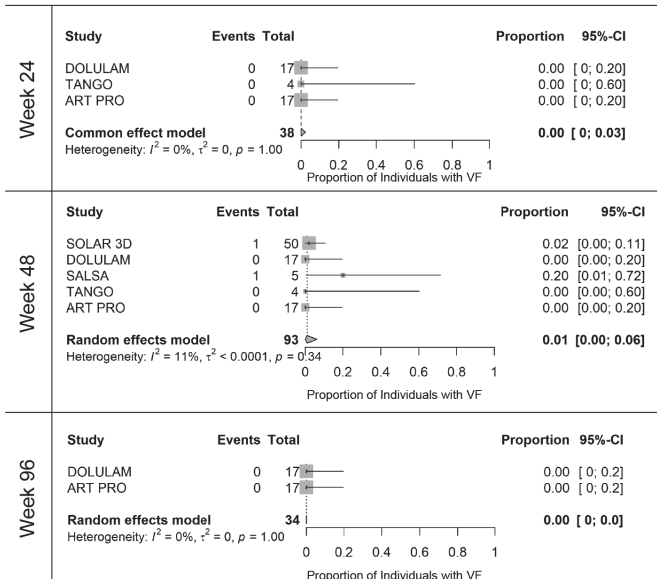 Week 24
Study Events Total Proportion 95%-CI
DOLULAM 0 17 0.00 [ 0; 0.20]
TANGO 0 4 0.00 [ 0; 0.60]
ART PRO 0 17 0.00 [ 0; 0.20]
Common effect model 38 0.00 [ 0; 0.03]
Heterogeneity: I² = 0%, τ² = 0, p = 1.00
0 0.2 0.4 0.6 0.8 1
Proportion of Individuals with VF
Week 48
Study Events Total Proportion 95%-CI
SOLAR 3D 1 50 0.02 [0.00; 0.11]
DOLULAM 0 17 0.00 [0.00; 0.20]
SALSA 1 5 0.20 [0.01; 0.72]
TANGO 0 4 0.00 [0.00; 0.60]
ART PRO 0 17 0.00 [0.00; 0.20]
Random effects model 93 0.01 [0.00; 0.06]
Heterogeneity: I² = 11%, τ² < 0.0001, p = 0.34
0 0.2 0.4 0.6 0.8 1
Proportion of Individuals with VF
Week 96
Study Events Total Proportion 95%-CI
DOLULAM 0 17 0.00 [ 0; 0.2]
ART PRO 0 17 0.00 [ 0; 0.2]
Random effects model 34 0.00 [ 0; 0.0]
Heterogeneity: I² = 0%, τ² = 0, p = 1.00
0 0.2 0.4 0.6 0.8 1
Proportion of Individuals with VF